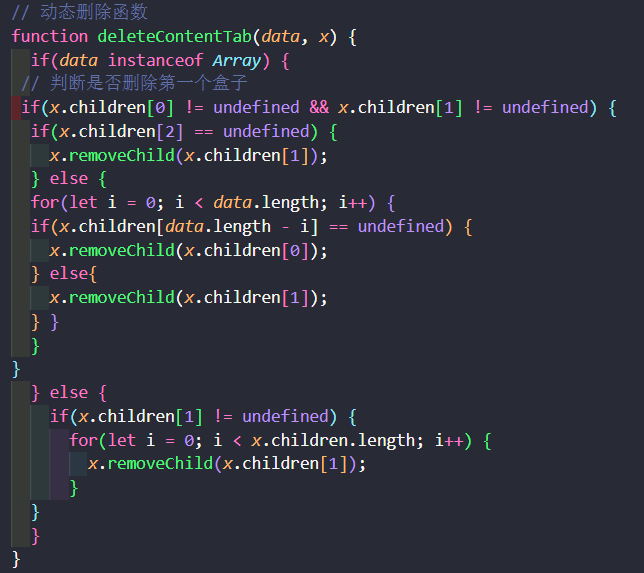 // 动态删除函数
function deleteContentTab(data, x) {
if(data instanceof Array) {
// 判断是否删除第一个盒子
if(x.children[0] != undefined && x.children[1] != undefined) {
if(x.children[2] == undefined) {
x.removeChild(x.children[1]);
} else {
for(let i = 0; i < data.length; i++) {
if(x.children[data.length - i] == undefined) {
x.removeChild(x.children[0]);
} else{
x.removeChild(x.children[1]);
} }
}
}
} else {
if(x.children[1] != undefined) {
for(let i = 0; i < x.children.length; i++) {
x.removeChild(x.children[1]);
}
}
}
}